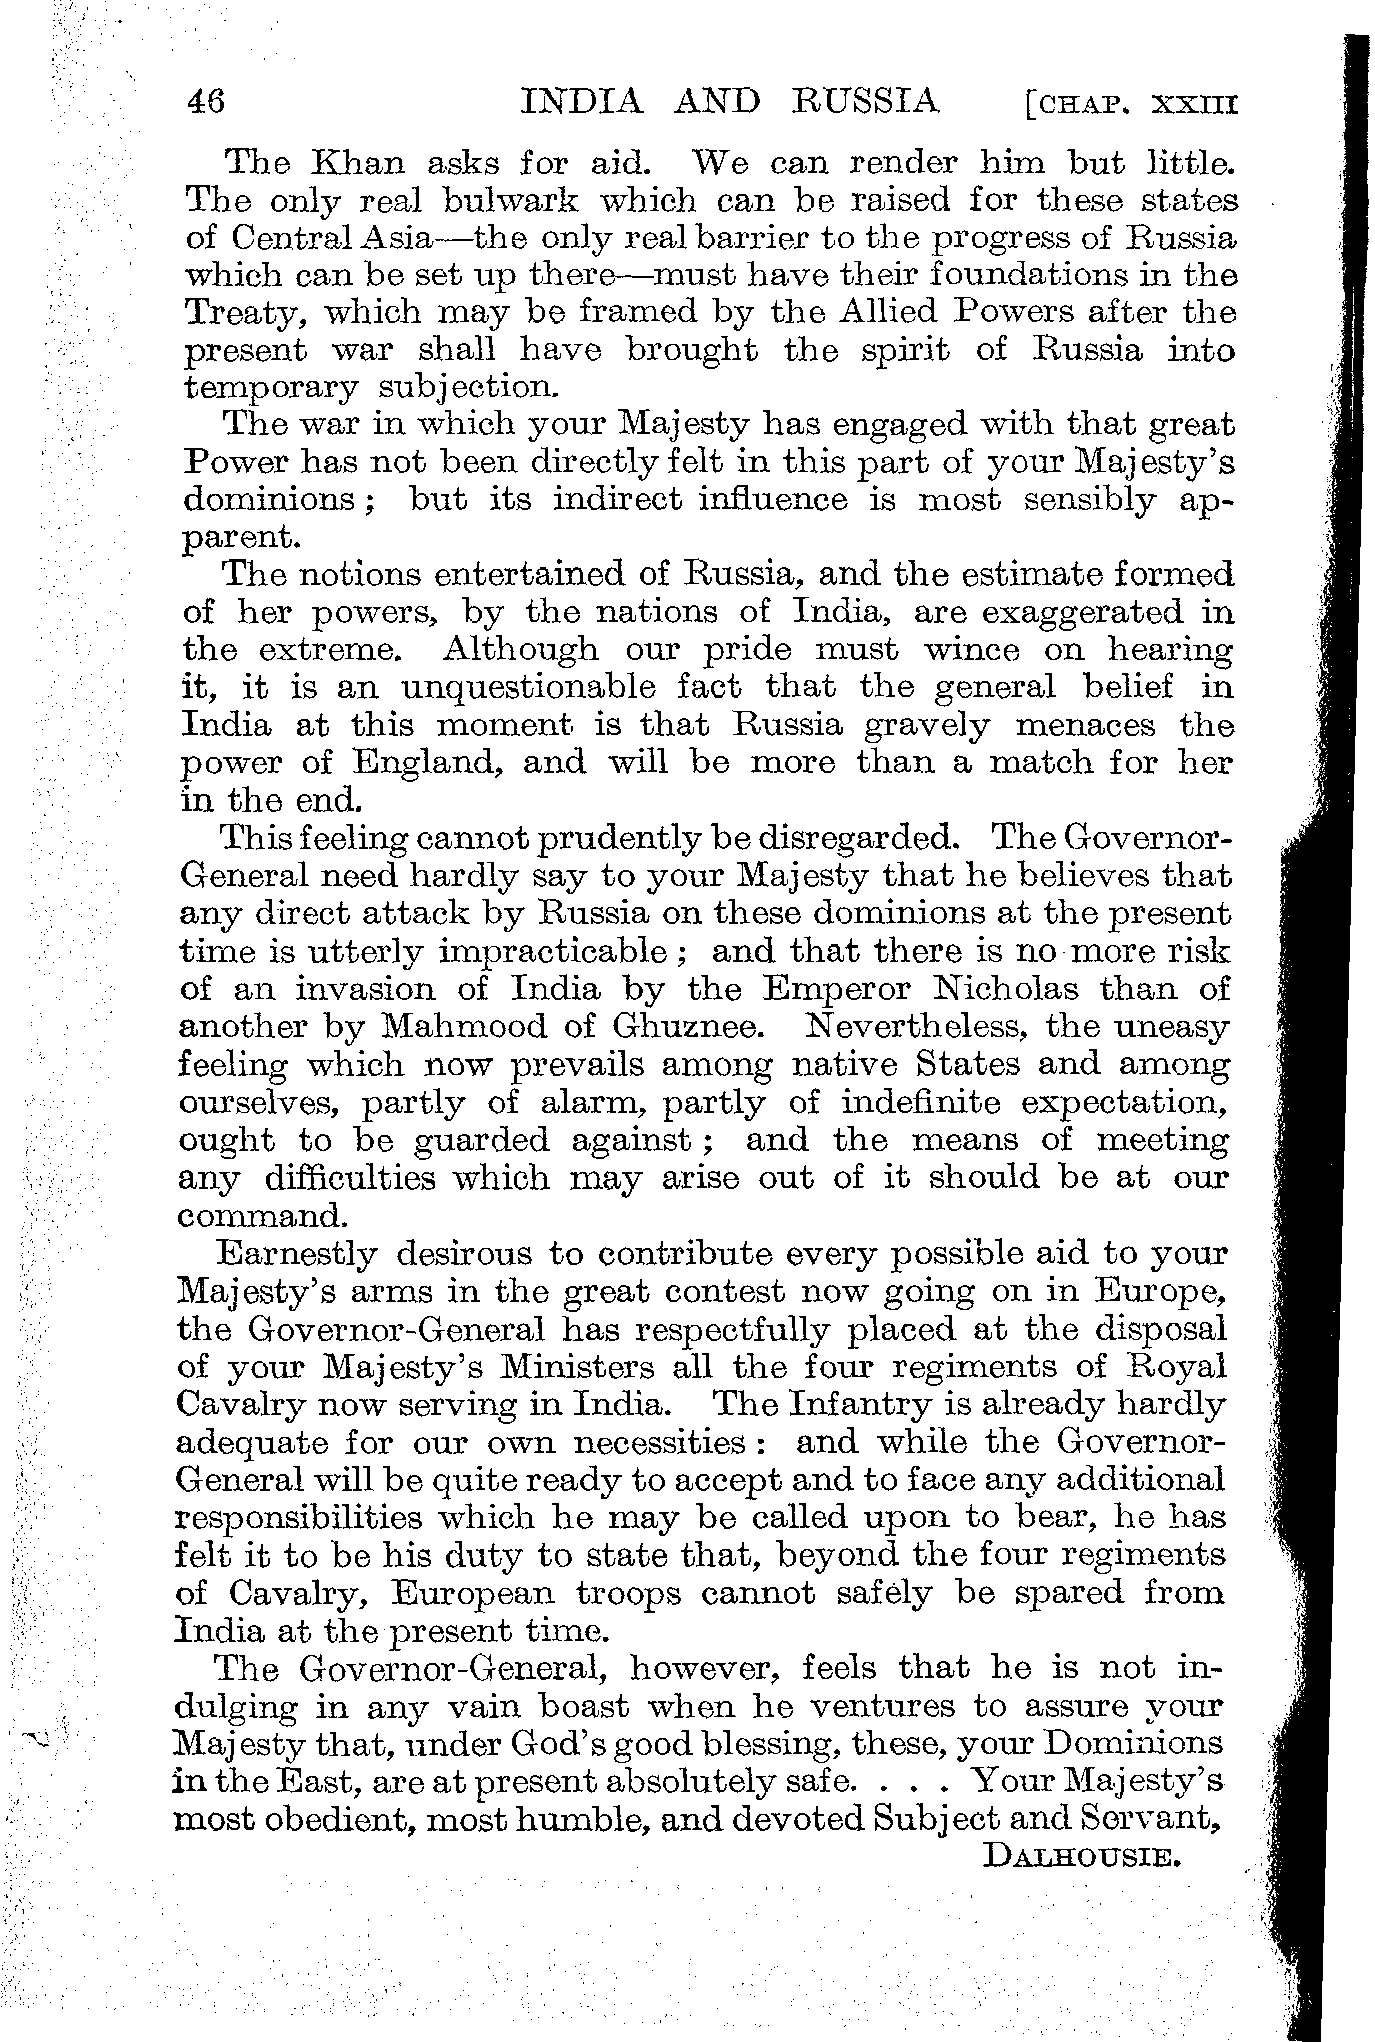 46 INDIA AND RUSSIA [CHAP. XXIII
The Khan asks for aid. We can render him but little.
The only real bulwark which can be raised for these states
of Central Asia—the only real barrier to the progress of Russia
which can be set up there—must have their foundations in the
Treaty, which may be framed by the Allied Powers after the
present war shall have brought the spirit of Russia into
temporary subjection.
The war in which your Majesty has engaged with that great
Power has not been directly felt in this part of your Majesty's
dominions; but its indirect influence is most sensibly ap-
parent.
The notions entertained of Russia, and the estimate formed
of her powers, by the nations of India, are exaggerated in
the extreme. Although our pride must wince on hearing
it, it is an unquestionable fact that the general belief in
India at this moment is that Russia gravely menaces the
power of England, and will be more than a match for her
in the end.
This feeling cannot prudently be disregarded. The Governor-
General need hardly say to your Majesty that he believes that
any direct attack by Russia on these dominions at the present
time is utterly impracticable; and that there is no more risk
of an invasion of India by the Emperor Nicholas than of
another by Mahmood of Ghuznee. Nevertheless, the uneasy
feeling which now prevails among native States and among
ourselves, partly of alarm, partly of indefinite expectation,
ought to be guarded against; and the means of meeting
any difficulties which may arise out of it should be at our
command.
Earnestly desirous to contribute every possible aid to your
Majesty's arms in the great contest now going on in Europe,
the Governor-General has respectfully placed at the disposal
of your Majesty's Ministers all the four regiments of Royal
Cavalry now serving in India. The Infantry is already hardly
adequate for our own necessities: and while the Governor-
General will be quite ready to accept and to face any additional
responsibilities which he may be called upon to bear, he has
felt it to be his duty to state that, beyond the four regiments
of Cavalry, European troops cannot safely be spared from
India at the present time.
The Governor-General, however, feels that he is not in-
dulging in any vain boast when he ventures to assure your
Majesty that, under God's good blessing, these, your Dominions
in the East, are at present absolutely safe. . . . Your Majesty's
most obedient, most humble, and devoted Subject and Servant,
DALHOUSIE.